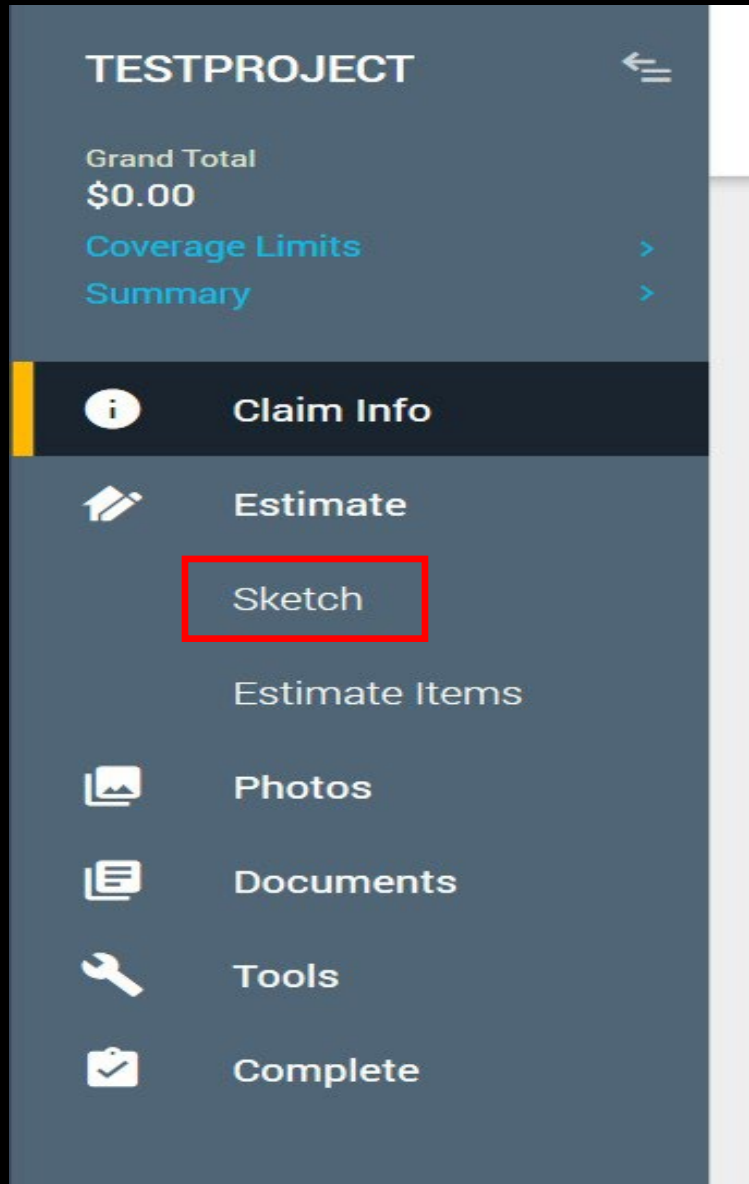 TESTPROJECT
Grand Total
$0.00
Coverage Limits >
Summary >
Claim Info
Estimate
Sketch
Estimate Items
Photos
Documents
Tools
Complete